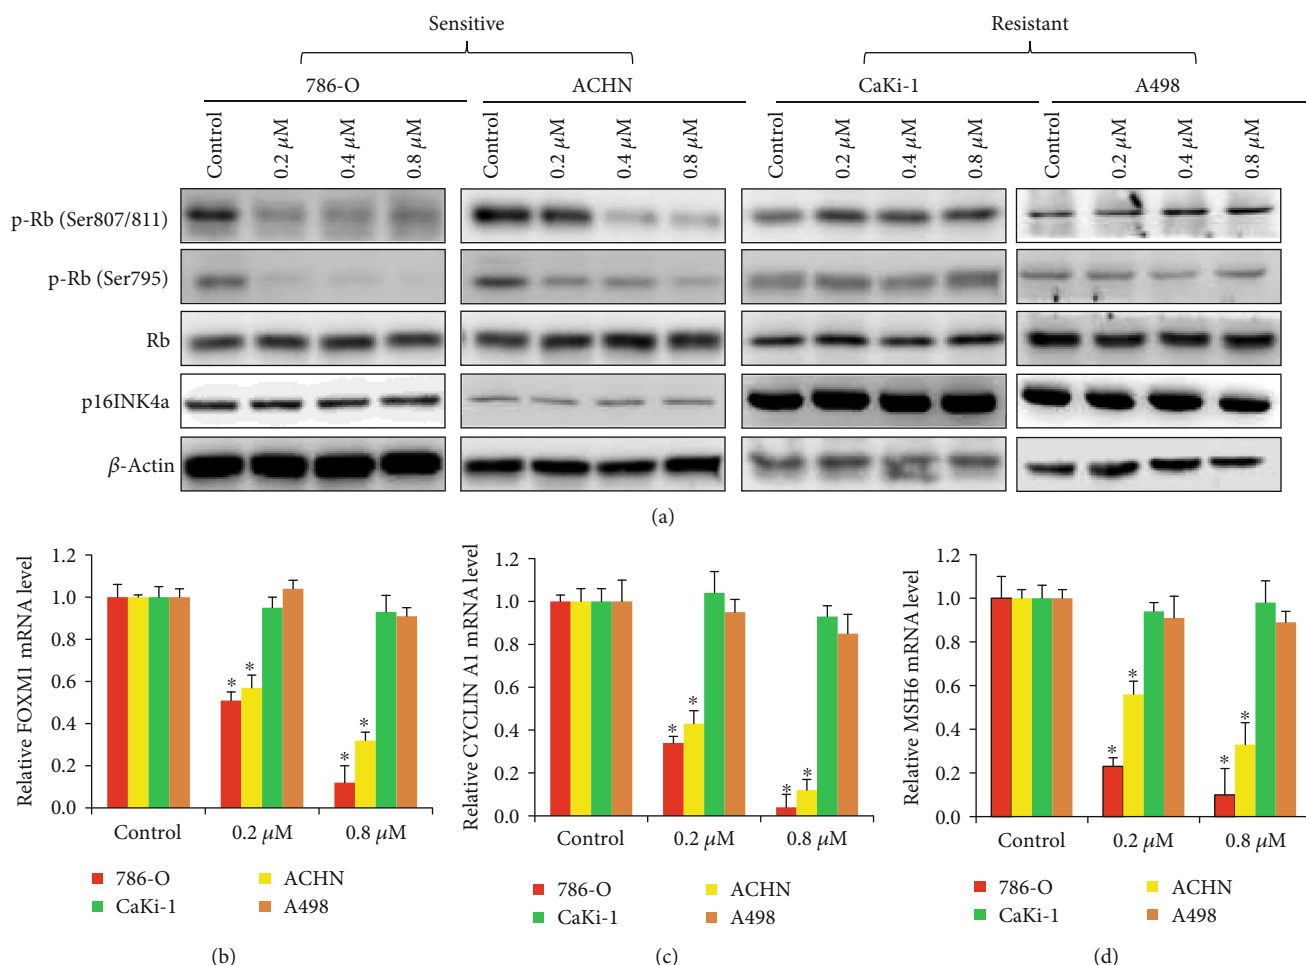 Sensitive Resistant
786-O ACHN CaKi-1 A498
Control 0.2 μM 0.4 μM 0.8 μM Control 0.2 μM 0.4 μM 0.8 μM Control 0.2 μM 0.4 μM 0.8 μM Control 0.2 μM 0.4 μM 0.8 μM
p-Rb (Ser807/811)
p-Rb (Ser795)
Rb
p16INK4a
β-Actin
(a)
Relative FOXM1 mRNA level
1.2
1.0
0.8
0.6
0.4
0.2
0.0
* * * *
Control 0.2 μM 0.8 μM
786-O ACHN
CaKi-1 A498
(b)
Relative CYCLIN A1 mRNA level
1.2
1.0
0.8
0.6
0.4
0.2
0.0
* * * *
Control 0.2 μM 0.8 μM
786-O ACHN
CaKi-1 A498
(c)
Relative MSH6 mRNA level
1.2
1.0
0.8
0.6
0.4
0.2
0.0
* * * *
Control 0.2 μM 0.8 μM
786-O ACHN
CaKi-1 A498
(d)